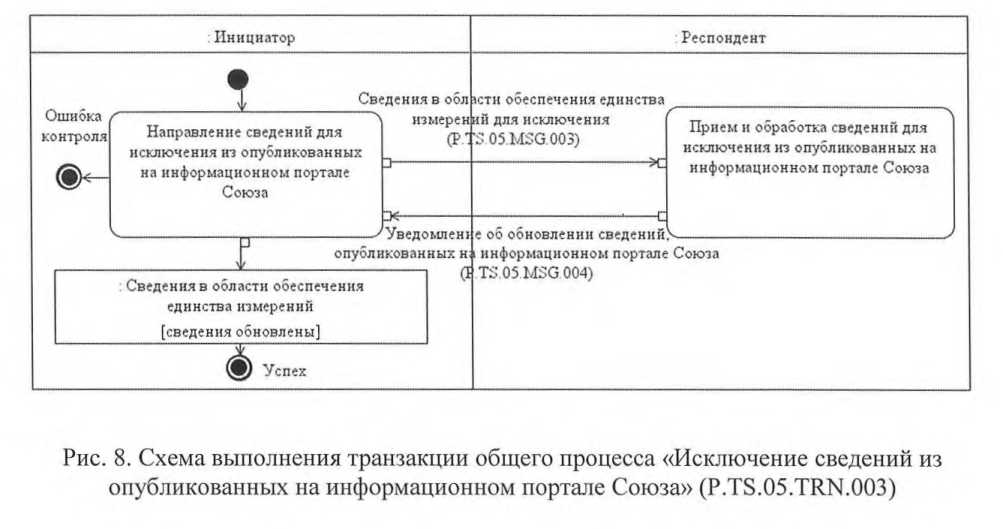 : Инициатор
: Респондент
Ошибка
контроля
Направление сведений для
исключения из опубликованных
на информационном портале
Союза
Сведения в области обеспечения единства
измерений для исключения
(P.TS.05.MSG.003)
Прием и обработка сведений для
исключения из опубликованных на
информационном портале Союза
Уведомление об обновлении сведений,
опубликованных на информационном портале Союза
(P.TS.05.MSG.004)
: Сведения в области обеспечения
единства измерений
[сведения обновлены]
Успех
Рис. 8. Схема выполнения транзакции общего процесса «Исключение сведений из
опубликованных на информационном портале Союза» (P.TS.05.TRN.003)